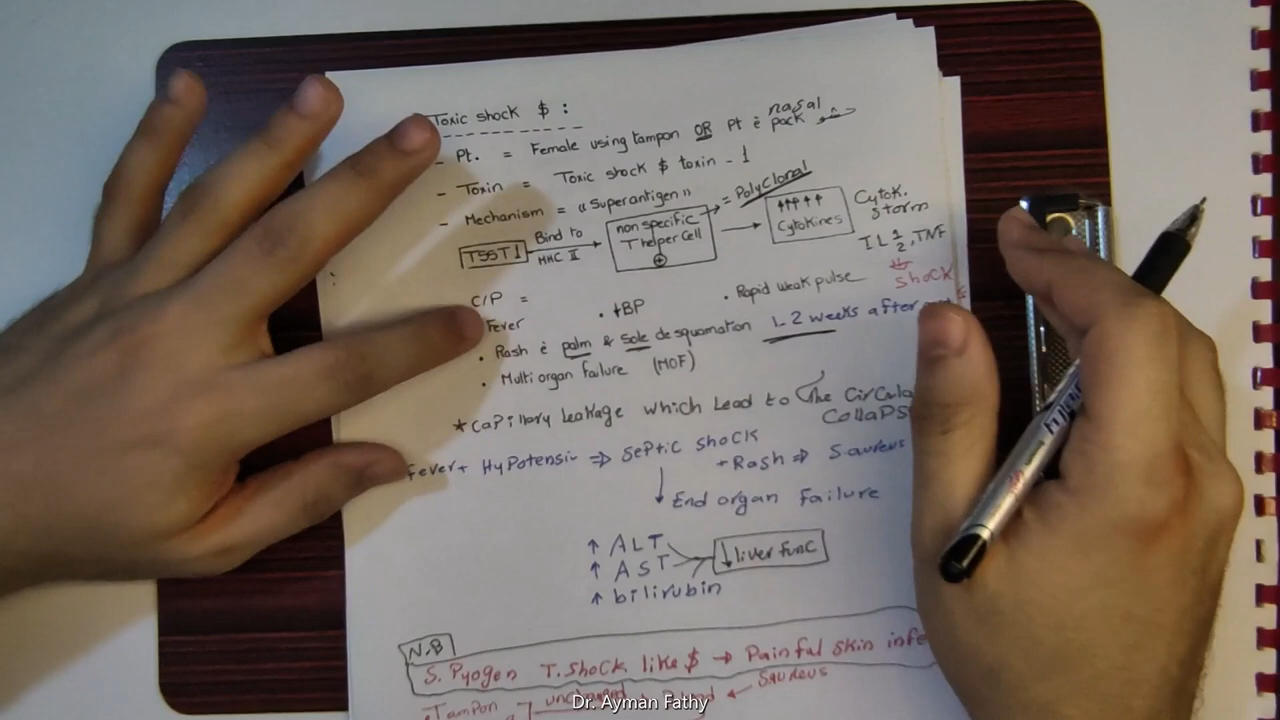 Toxic shock $ :
nasal
- Pt. = Female using tampon OR Pt ē pack
- Toxin = Toxic shock $ toxin - 1
- Mechanism = «Superantigen»
= PolyClonal
TSST1 Bind to MHC II non specific T helper Cell ⊕ ↑↑↑↑↑ Cytokines
Cytok. storm
IL 1/2, TNF
shock
C/P =
Fever . ↓BP . Rapid weak pulse
. Rash ē palm & Sole desquamation 1-2 weeks after
. Multi organ failure (MOF)
* Capillary leakage which Lead to The Circula
Collaps
fever + Hypotensiv ⇒ septic shock + Rash ⇒ S aureus
↓ End organ failure
↑ ALT
↑ AST ↓ liver func
↑ bilirubin
N.B
S. Pyogen T. Shock like $ → Painful skin infe
Tampon unchanged ← S aureus
Dr. Ayman Fathy